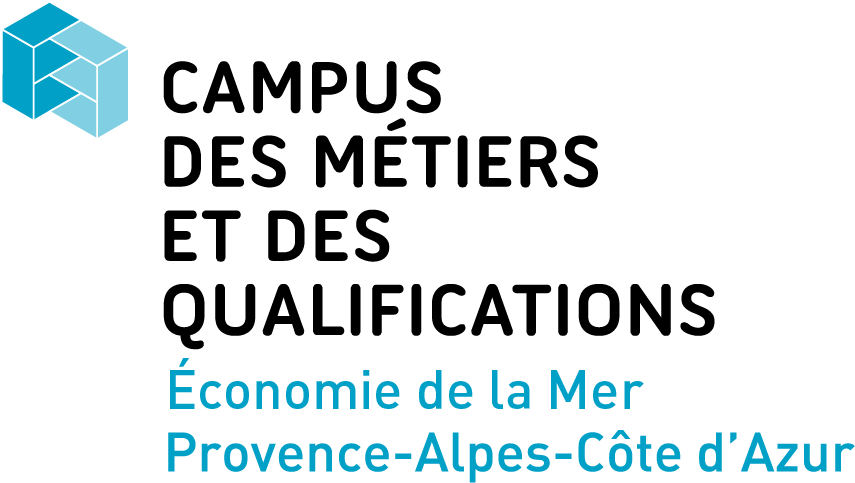 CAMPUS
DES MÉTIERS
ET DES
QUALIFICATIONS
Économie de la Mer
Provence-Alpes-Côte d’Azur